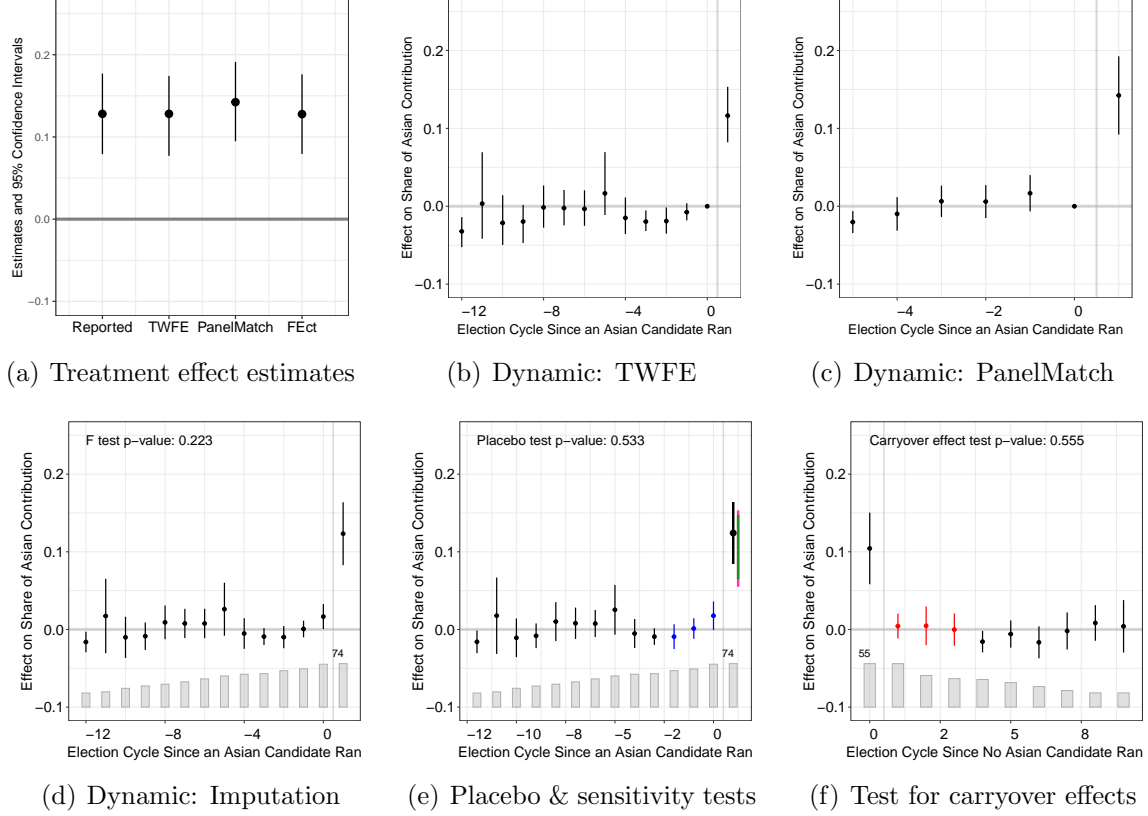 Estimates and 95% Confidence Intervals
0.2
0.1
0.0
−0.1
Reported TWFE PanelMatch FEct
(a) Treatment effect estimates
Effect on Share of Asian Contribution
0.2
0.1
0.0
−0.1
−12 −8 −4 0
Election Cycle Since an Asian Candidate Ran
(b) Dynamic: TWFE
Effect on Share of Asian Contribution
0.2
0.1
0.0
−0.1
−4 −2 0
Election Cycle Since an Asian Candidate Ran
(c) Dynamic: PanelMatch
Effect on Share of Asian Contribution
F test p−value: 0.223
0.2
0.1
0.0
−0.1
74
−12 −8 −4 0
Election Cycle Since an Asian Candidate Ran
(d) Dynamic: Imputation
Effect on Share of Asian Contribution
Placebo test p−value: 0.533
0.2
0.1
0.0
−0.1
74
−12 −10 −8 −5 −2 0
Election Cycle Since an Asian Candidate Ran
(e) Placebo & sensitivity tests
Effect on Share of Asian Contribution
Carryover effect test p−value: 0.555
0.2
0.1
0.0
−0.1
55
0 2 5 8
Election Cycle Since No Asian Candidate Ran
(f) Test for carryover effects